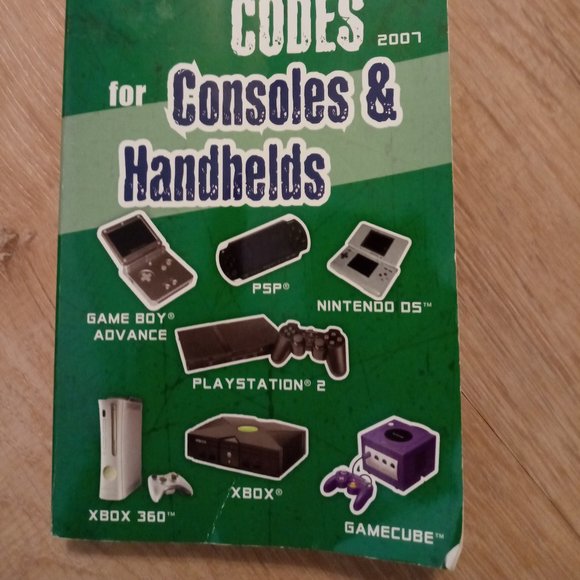 CODES 2007
for Consoles &
Handhelds
GAME BOY®
ADVANCE
PSP®
NINTENDO DS™
PLAYSTATION® 2
XBOX 360™
XBOX®
GAMECUBE™